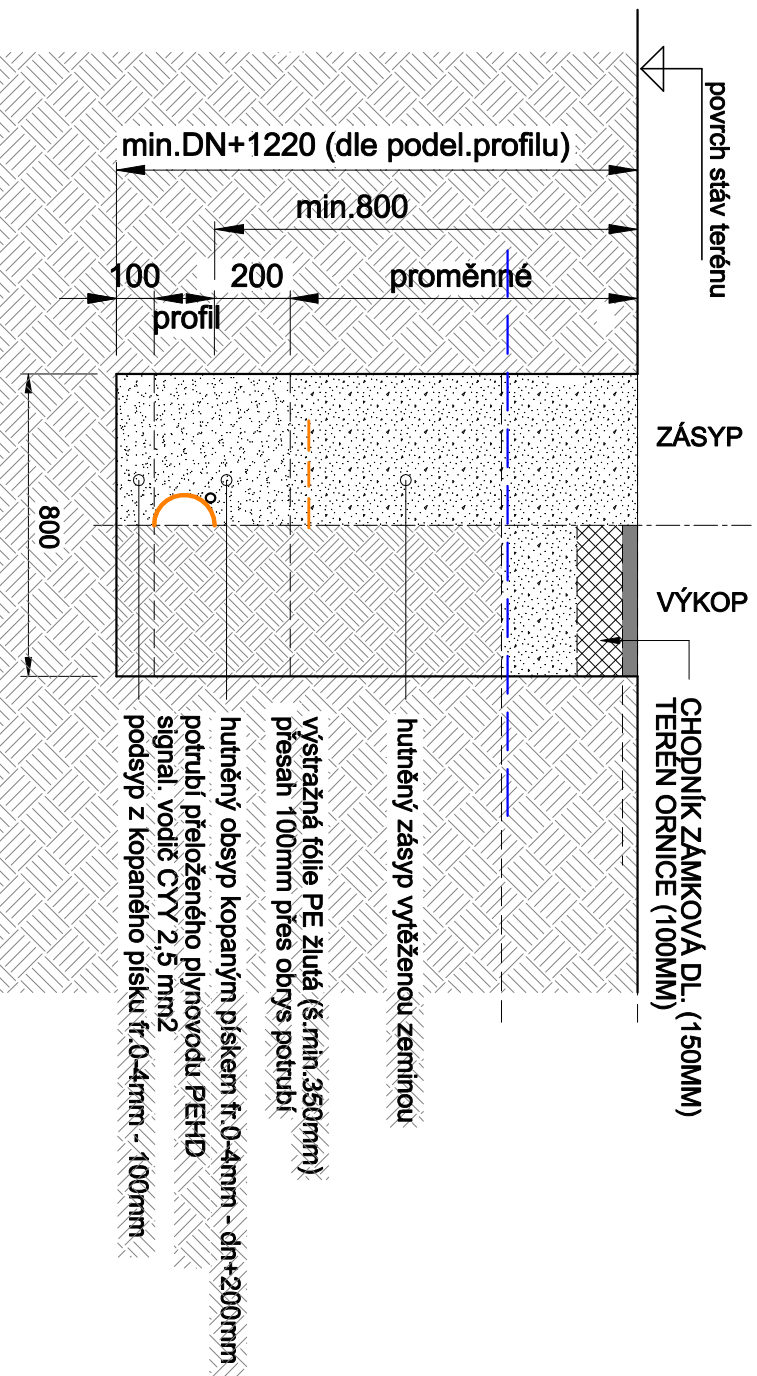 povrch stáv terénu
min.DN+1220 (dle podel.profilu)
min.800
100
200
proměnné
profil
ZÁSYP
VÝKOP
800
CHODNÍK ZÁMKOVÁ DL. (150MM)
TERÉN ORNICE (100MM)
hutněný zásyp vytěženou zeminou
výstražná fólie PE žlutá (š.min.350mm)
přesah 100mm přes obrys potrubí
hutněný obsyp kopaným pískem fr.0-4mm - dn+200mm
potrubí přeloženého plynovodu PEHD
signal. vodič CYY 2,5 mm2
podsyp z kopaného písku fr.0-4mm - 100mm